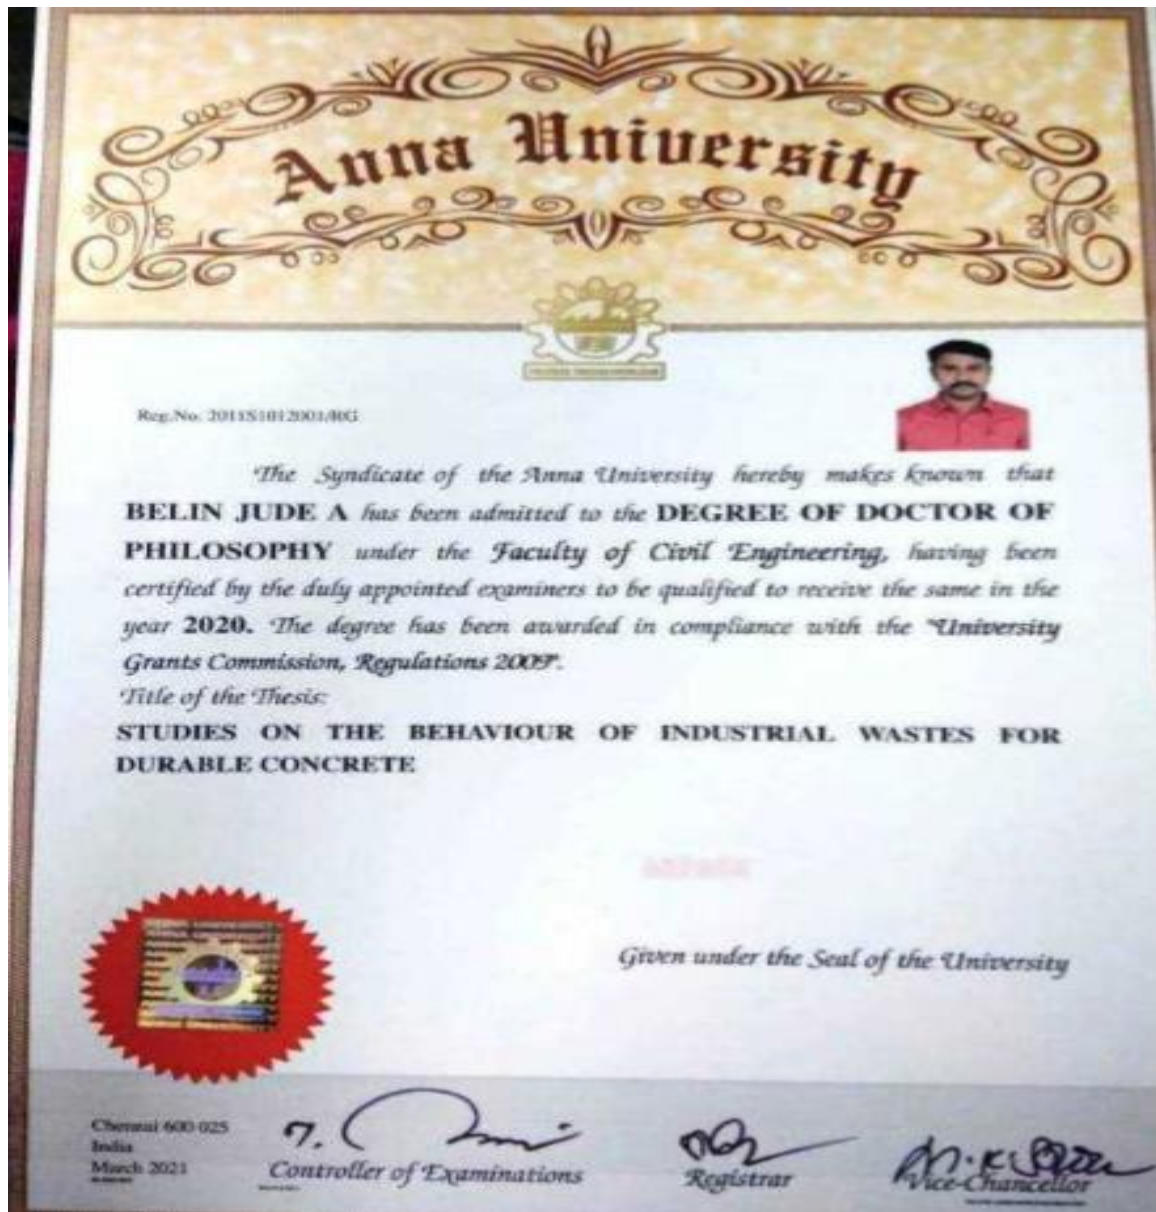 Anna University
Reg.No.
The Syndicate of the Anna University hereby makes known that
BELIN JUDE A has been admitted to the DEGREE OF DOCTOR OF
PHILOSOPHY under the Faculty of Civil Engineering, having been
certified by the duly appointed examiners to be qualified to receive the same in the
year 2020. The degree has been awarded in compliance with the "University
Grants Commission, Regulations 2009".
Title of the Thesis:
STUDIES ON THE BEHAVIOUR OF INDUSTRIAL WASTES FOR
DURABLE CONCRETE
Given under the Seal of the University
Chennai 600 025
India
March 2021
Controller of Examinations
Registrar
Vice-Chancellor